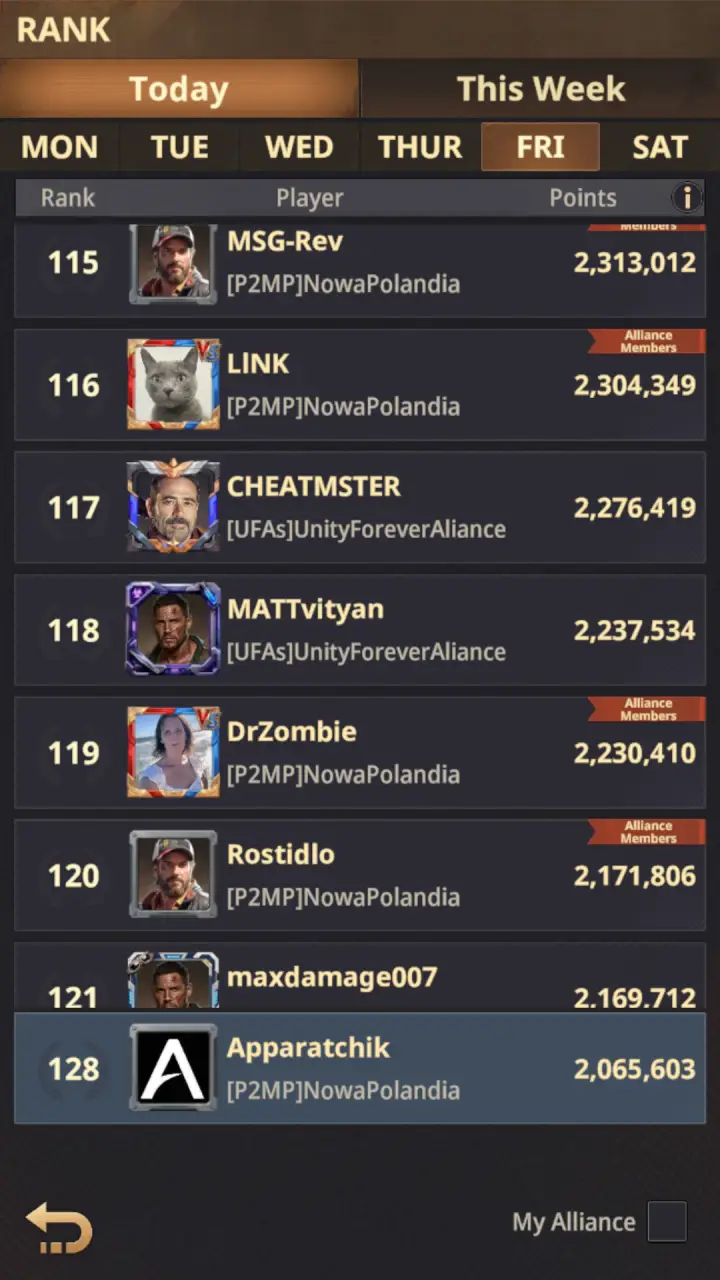 RANK
Today
This Week
MON
TUE
WED
THUR
FRI
SAT
Rank
Player
Points
i
115
MSG-Rev
[P2MP]NowaPolandia
Members
2,313,012
116
LINK
[P2MP]NowaPolandia
Alliance
Members
2,304,349
117
CHEATMSTER
[UFAs]UnityForeverAliance
2,276,419
118
MATTvityan
[UFAs]UnityForeverAliance
2,237,534
119
DrZombie
[P2MP]NowaPolandia
Alliance
Members
2,230,410
120
Rostidlo
[P2MP]NowaPolandia
Alliance
Members
2,171,806
121
maxdamage007
2,169,712
128
Apparatchik
[P2MP]NowaPolandia
2,065,603
My Alliance